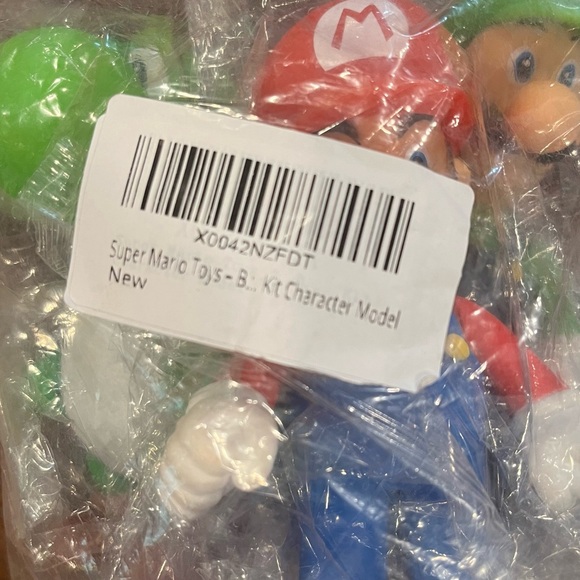 M
X0042NZFDT
Super Mario Toys - B... Kit Character Model
New